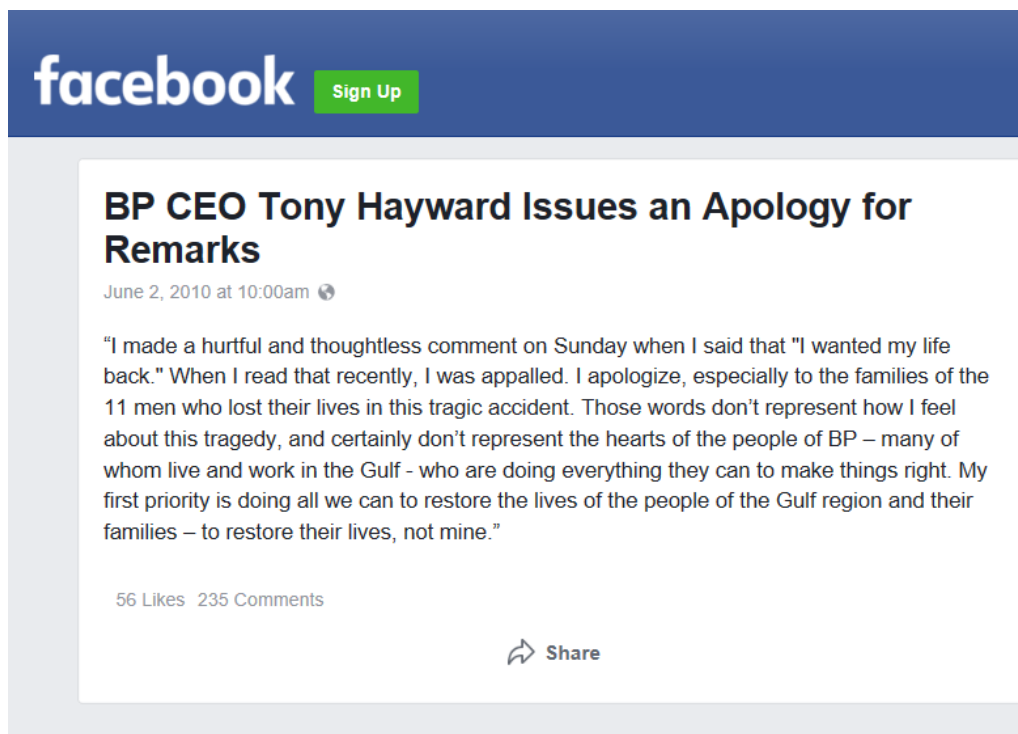 facebook
Sign Up
BP CEO Tony Hayward Issues an Apology for
Remarks
June 2, 2010 at 10:00am
“I made a hurtful and thoughtless comment on Sunday when I said that "I wanted my life
back." When I read that recently, I was appalled. I apologize, especially to the families of the
11 men who lost their lives in this tragic accident. Those words don’t represent how I feel
about this tragedy, and certainly don’t represent the hearts of the people of BP – many of
whom live and work in the Gulf - who are doing everything they can to make things right. My
first priority is doing all we can to restore the lives of the people of the Gulf region and their
families – to restore their lives, not mine.”
56 Likes 235 Comments
Share